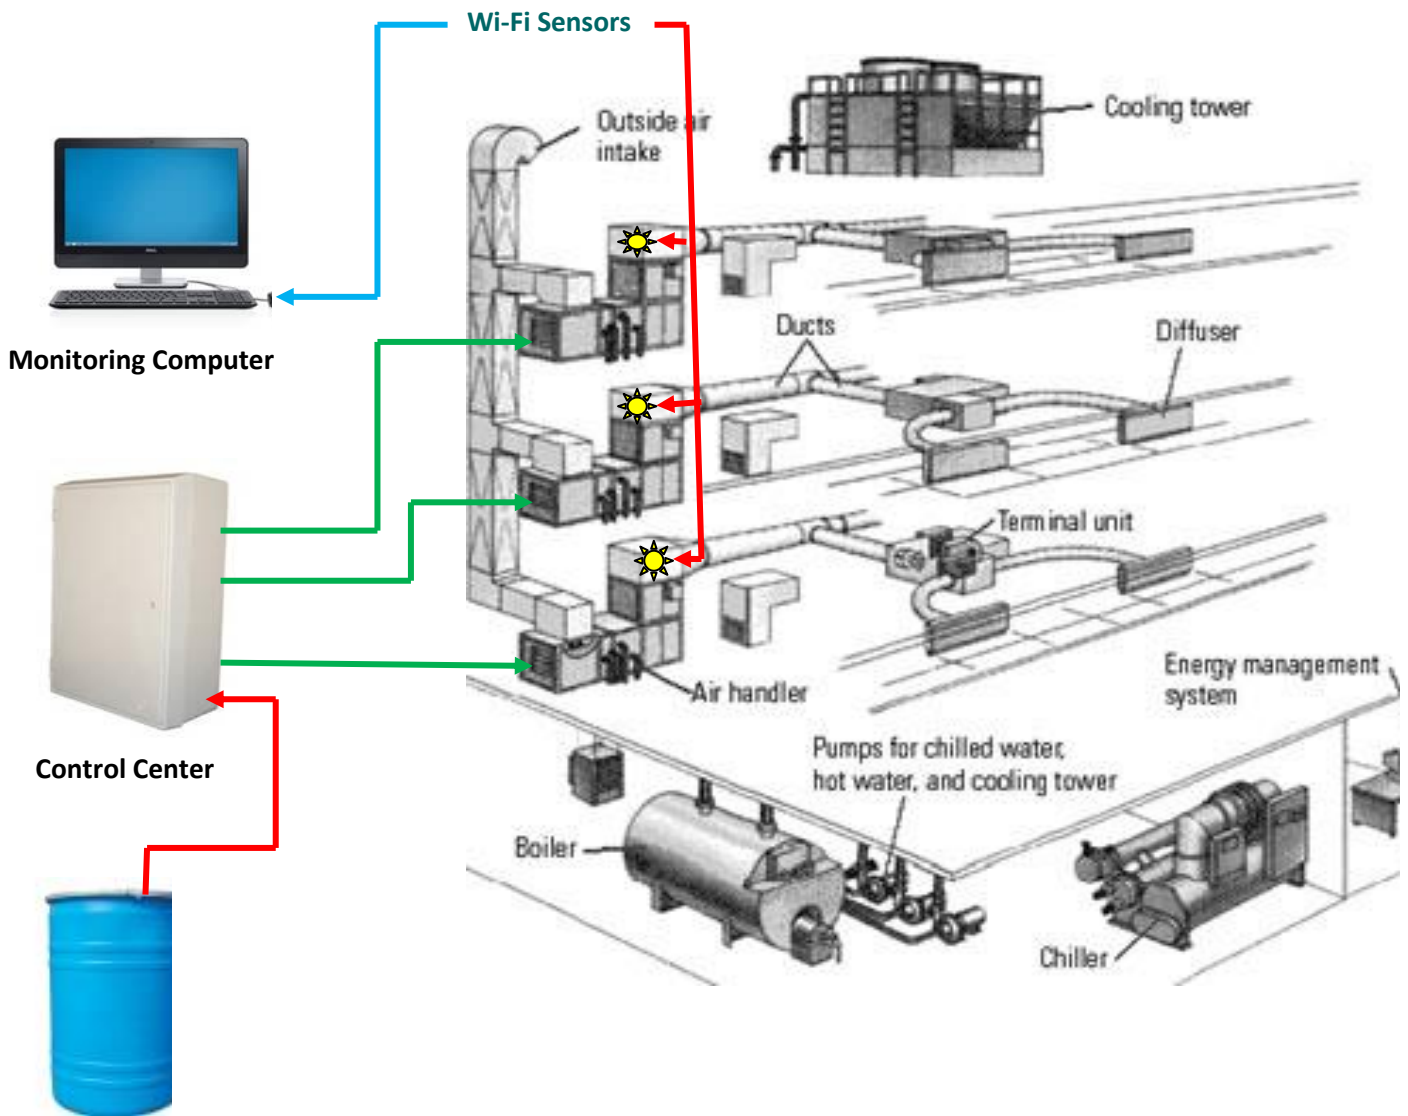 Wi-Fi Sensors
Cooling tower
Outside air
intake
Monitoring Computer
Ducts
Diffuser
Terminal unit
Air handler
Energy management
system
Control Center
Pumps for chilled water,
hot water, and cooling tower
Boiler
Chiller